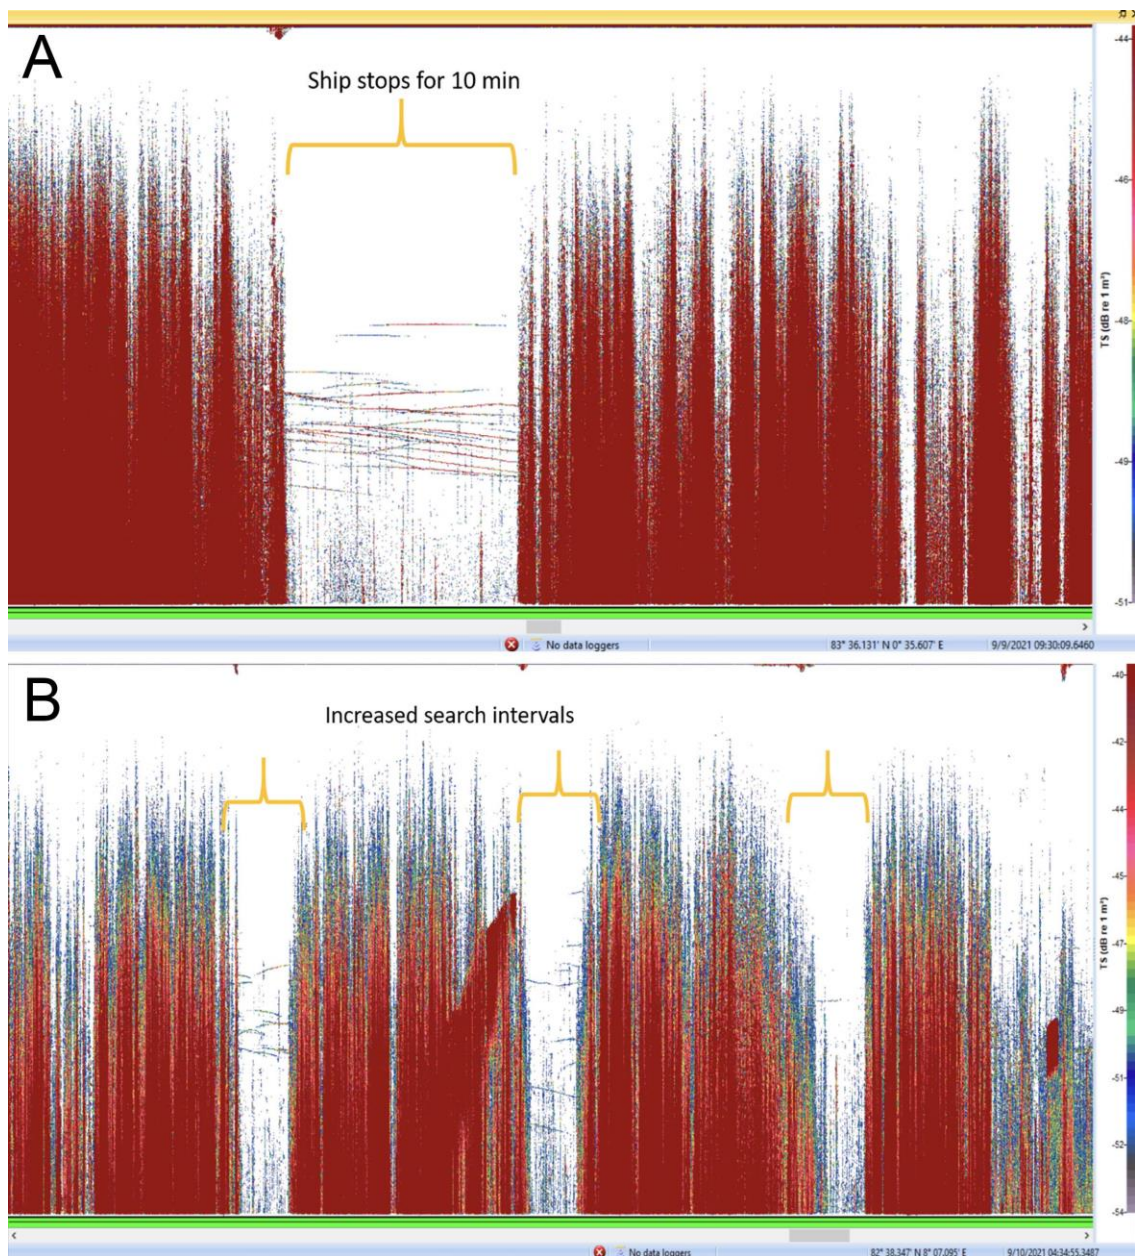 A
Ship stops for 10 min
-44
-46
-48
-49
-51
TS (dB re 1 m²)
No data loggers
83° 36.131' N 0° 35.607' E
9/9/2021 09:30:09.6460
B
Increased search intervals
-40
-42
-44
-45
-47
-49
-51
-52
-54
TS (dB re 1 m²)
No data loggers
82° 38.347' N 8° 07.095' E
9/10/2021 04:34:55.3487